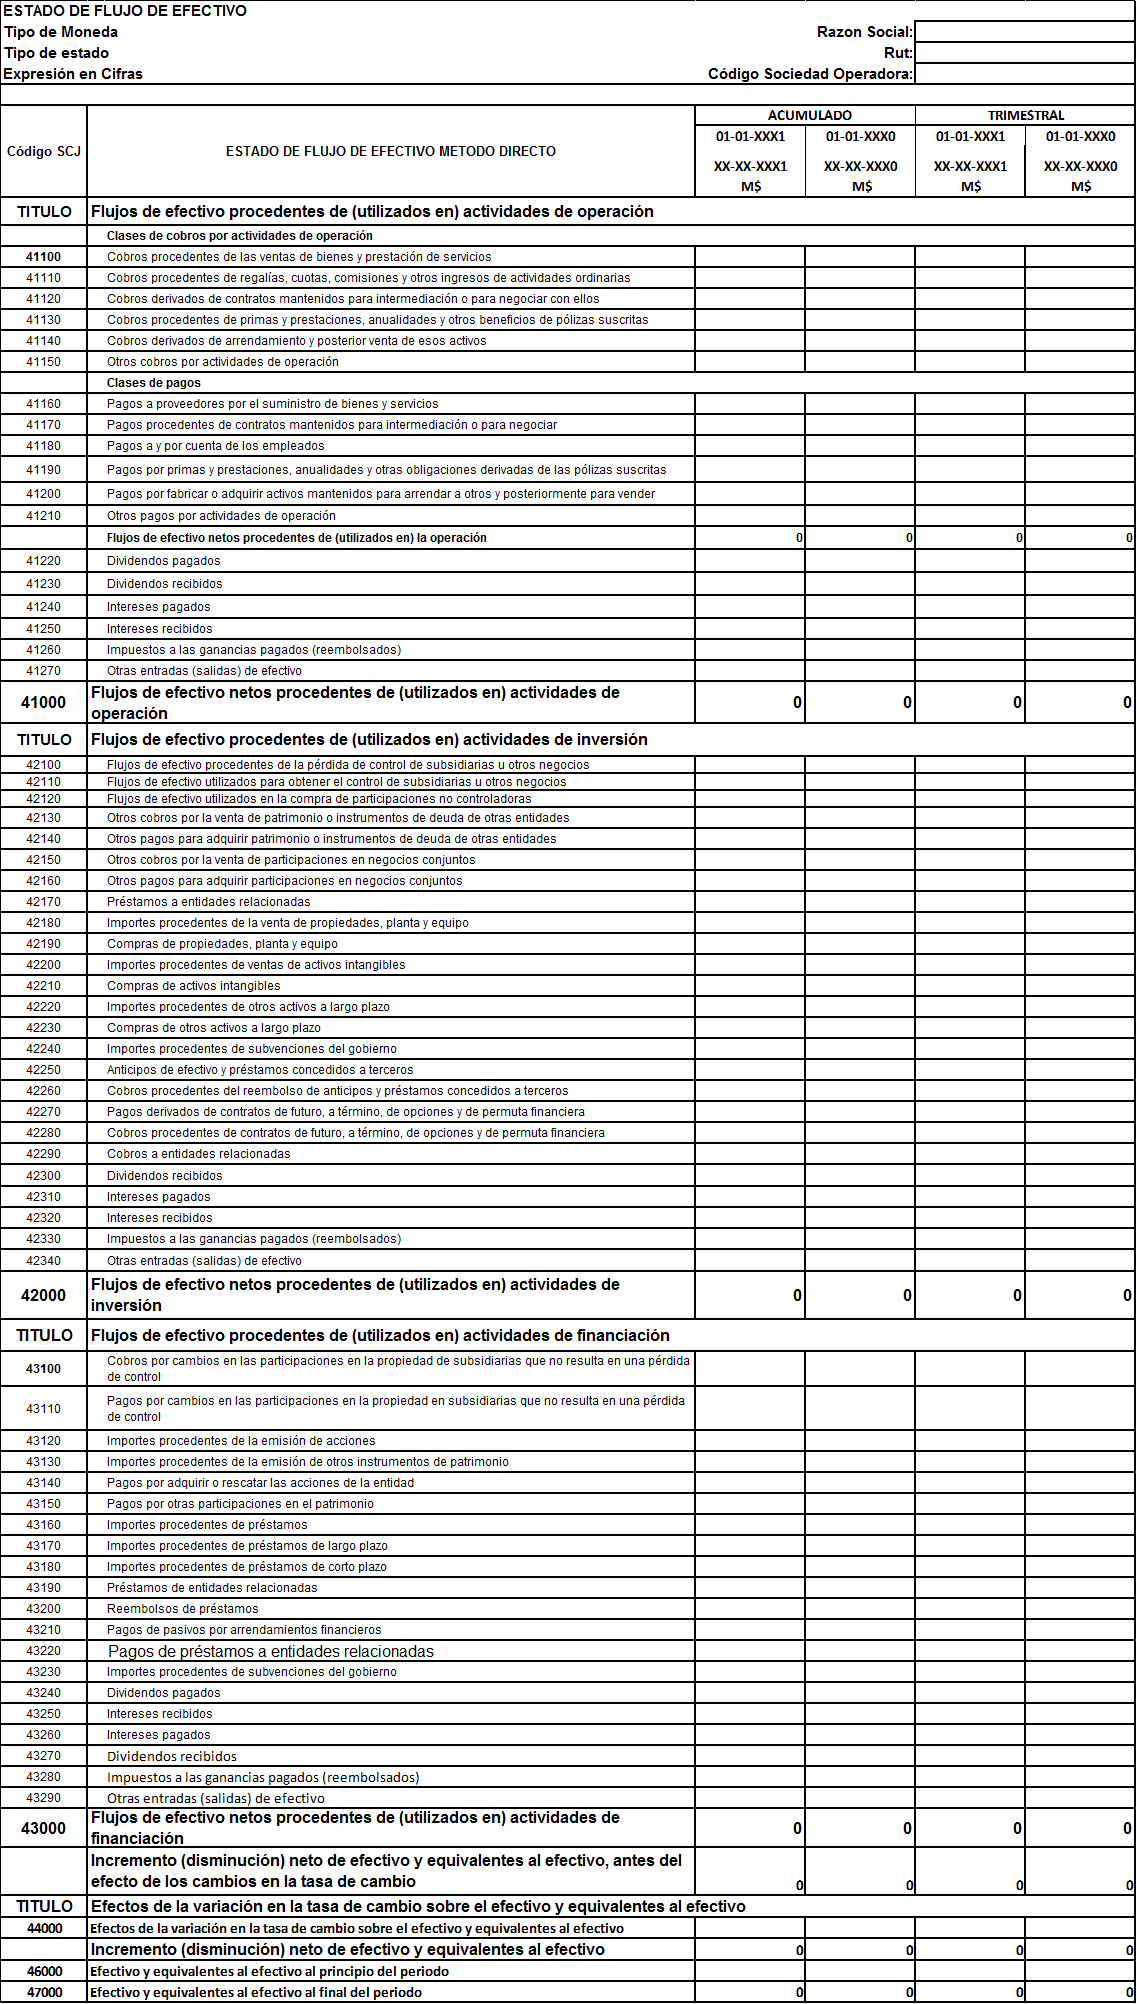 ESTADO DE FLUJO DE EFECTIVO
Tipo de Moneda Razon Social:
Tipo de estado Rut:
Expresión en Cifras Código Sociedad Operadora:
ACUMULADO TRIMESTRAL
Código SCJ ESTADO DE FLUJO DE EFECTIVO METODO DIRECTO
01-01-XXX1 01-01-XXX0 01-01-XXX1 01-01-XXX0
XX-XX-XXX1 XX-XX-XXX0 XX-XX-XXX1 XX-XX-XXX0
M$ M$ M$ M$
TITULO Flujos de efectivo procedentes de (utilizados en) actividades de operación
Clases de cobros por actividades de operación
41100 Cobros procedentes de las ventas de bienes y prestación de servicios
41110 Cobros procedentes de regalías, cuotas, comisiones y otros ingresos de actividades ordinarias
41120 Cobros derivados de contratos mantenidos para intermediación o para negociar con ellos
41130 Cobros procedentes de primas y prestaciones, anualidades y otros beneficios de pólizas suscritas
41140 Cobros derivados de arrendamiento y posterior venta de esos activos
41150 Otros cobros por actividades de operación
Clases de pagos
41160 Pagos a proveedores por el suministro de bienes y servicios
41170 Pagos procedentes de contratos mantenidos para intermediación o para negociar
41180 Pagos a y por cuenta de los empleados
41190 Pagos por primas y prestaciones, anualidades y otras obligaciones derivadas de las pólizas suscritas
41200 Pagos por fabricar o adquirir activos mantenidos para arrendar a otros y posteriormente para vender
41210 Otros pagos por actividades de operación
Flujos de efectivo netos procedentes de (utilizados en) la operación 0 0 0 0
41220 Dividendos pagados
41230 Dividendos recibidos
41240 Intereses pagados
41250 Intereses recibidos
41260 Impuestos a las ganancias pagados (reembolsados)
41270 Otras entradas (salidas) de efectivo
41000 Flujos de efectivo netos procedentes de (utilizados en) actividades de
operación 0 0 0 0
TITULO Flujos de efectivo procedentes de (utilizados en) actividades de inversión
42100 Flujos de efectivo procedentes de la pérdida de control de subsidiarias u otros negocios
42110 Flujos de efectivo utilizados para obtener el control de subsidiarias u otros negocios
42120 Flujos de efectivo utilizados en la compra de participaciones no controladoras
42130 Otros cobros por la venta de patrimonio o instrumentos de deuda de otras entidades
42140 Otros pagos para adquirir patrimonio o instrumentos de deuda de otras entidades
42150 Otros cobros por la venta de participaciones en negocios conjuntos
42160 Otros pagos para adquirir participaciones en negocios conjuntos
42170 Préstamos a entidades relacionadas
42180 Importes procedentes de la venta de propiedades, planta y equipo
42190 Compras de propiedades, planta y equipo
42200 Importes procedentes de ventas de activos intangibles
42210 Compras de activos intangibles
42220 Importes procedentes de otros activos a largo plazo
42230 Compras de otros activos a largo plazo
42240 Importes procedentes de subvenciones del gobierno
42250 Anticipos de efectivo y préstamos concedidos a terceros
42260 Cobros procedentes del reembolso de anticipos y préstamos concedidos a terceros
42270 Pagos derivados de contratos de futuro, a término, de opciones y de permuta financiera
42280 Cobros procedentes de contratos de futuro, a término, de opciones y de permuta financiera
42290 Cobros a entidades relacionadas
42300 Dividendos recibidos
42310 Intereses pagados
42320 Intereses recibidos
42330 Impuestos a las ganancias pagados (reembolsados)
42340 Otras entradas (salidas) de efectivo
42000 Flujos de efectivo netos procedentes de (utilizados en) actividades de
inversión 0 0 0 0
TITULO Flujos de efectivo procedentes de (utilizados en) actividades de financiación
43100 Cobros por cambios en las participaciones en la propiedad de subsidiarias que no resulta en una pérdida
de control
43110 Pagos por cambios en las participaciones en la propiedad en subsidiarias que no resulta en una pérdida
de control
43120 Importes procedentes de la emisión de acciones
43130 Importes procedentes de la emisión de otros instrumentos de patrimonio
43140 Pagos por adquirir o rescatar las acciones de la entidad
43150 Pagos por otras participaciones en el patrimonio
43160 Importes procedentes de préstamos
43170 Importes procedentes de préstamos de largo plazo
43180 Importes procedentes de préstamos de corto plazo
43190 Préstamos de entidades relacionadas
43200 Reembolsos de préstamos
43210 Pagos de pasivos por arrendamientos financieros
43220 Pagos de préstamos a entidades relacionadas
43230 Importes procedentes de subvenciones del gobierno
43240 Dividendos pagados
43250 Intereses recibidos
43260 Intereses pagados
43270 Dividendos recibidos
43280 Impuestos a las ganancias pagados (reembolsados)
43290 Otras entradas (salidas) de efectivo
43000 Flujos de efectivo netos procedentes de (utilizados en) actividades de
financiación 0 0 0 0
Incremento (disminución) neto de efectivo y equivalentes al efectivo, antes del
efecto de los cambios en la tasa de cambio 0 0 0 0
TITULO Efectos de la variación en la tasa de cambio sobre el efectivo y equivalentes al efectivo
44000 Efectos de la variación en la tasa de cambio sobre el efectivo y equivalentes al efectivo
Incremento (disminución) neto de efectivo y equivalentes al efectivo 0 0 0 0
46000 Efectivo y equivalentes al efectivo al principio del periodo
47000 Efectivo y equivalentes al efectivo al final del periodo 0 0 0 0